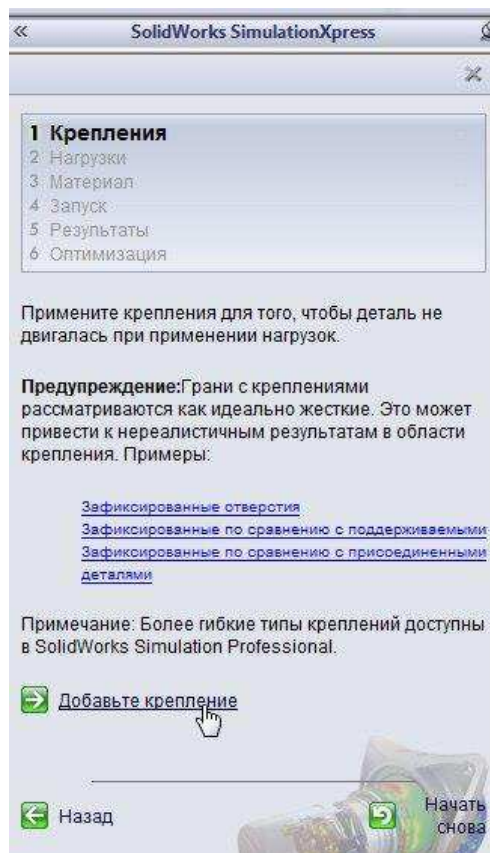 « SolidWorks SimulationXpress
1 Крепления
2 Нагрузки
3 Материал
4 Запуск
5 Результаты
6 Оптимизация
Примените крепления для того, чтобы деталь не
двигалась при применении нагрузок.
Предупреждение:Грани с креплениями
рассматриваются как идеально жесткие. Это может
привести к нереалистичным результатам в области
крепления. Примеры:
Зафиксированные отверстия
Зафиксированные по сравнению с поддерживаемыми
Зафиксированные по сравнению с присоединенными
деталями
Примечание: Более гибкие типы креплений доступны
в SolidWorks Simulation Professional.
Добавьте крепление
Назад
Начать
снова